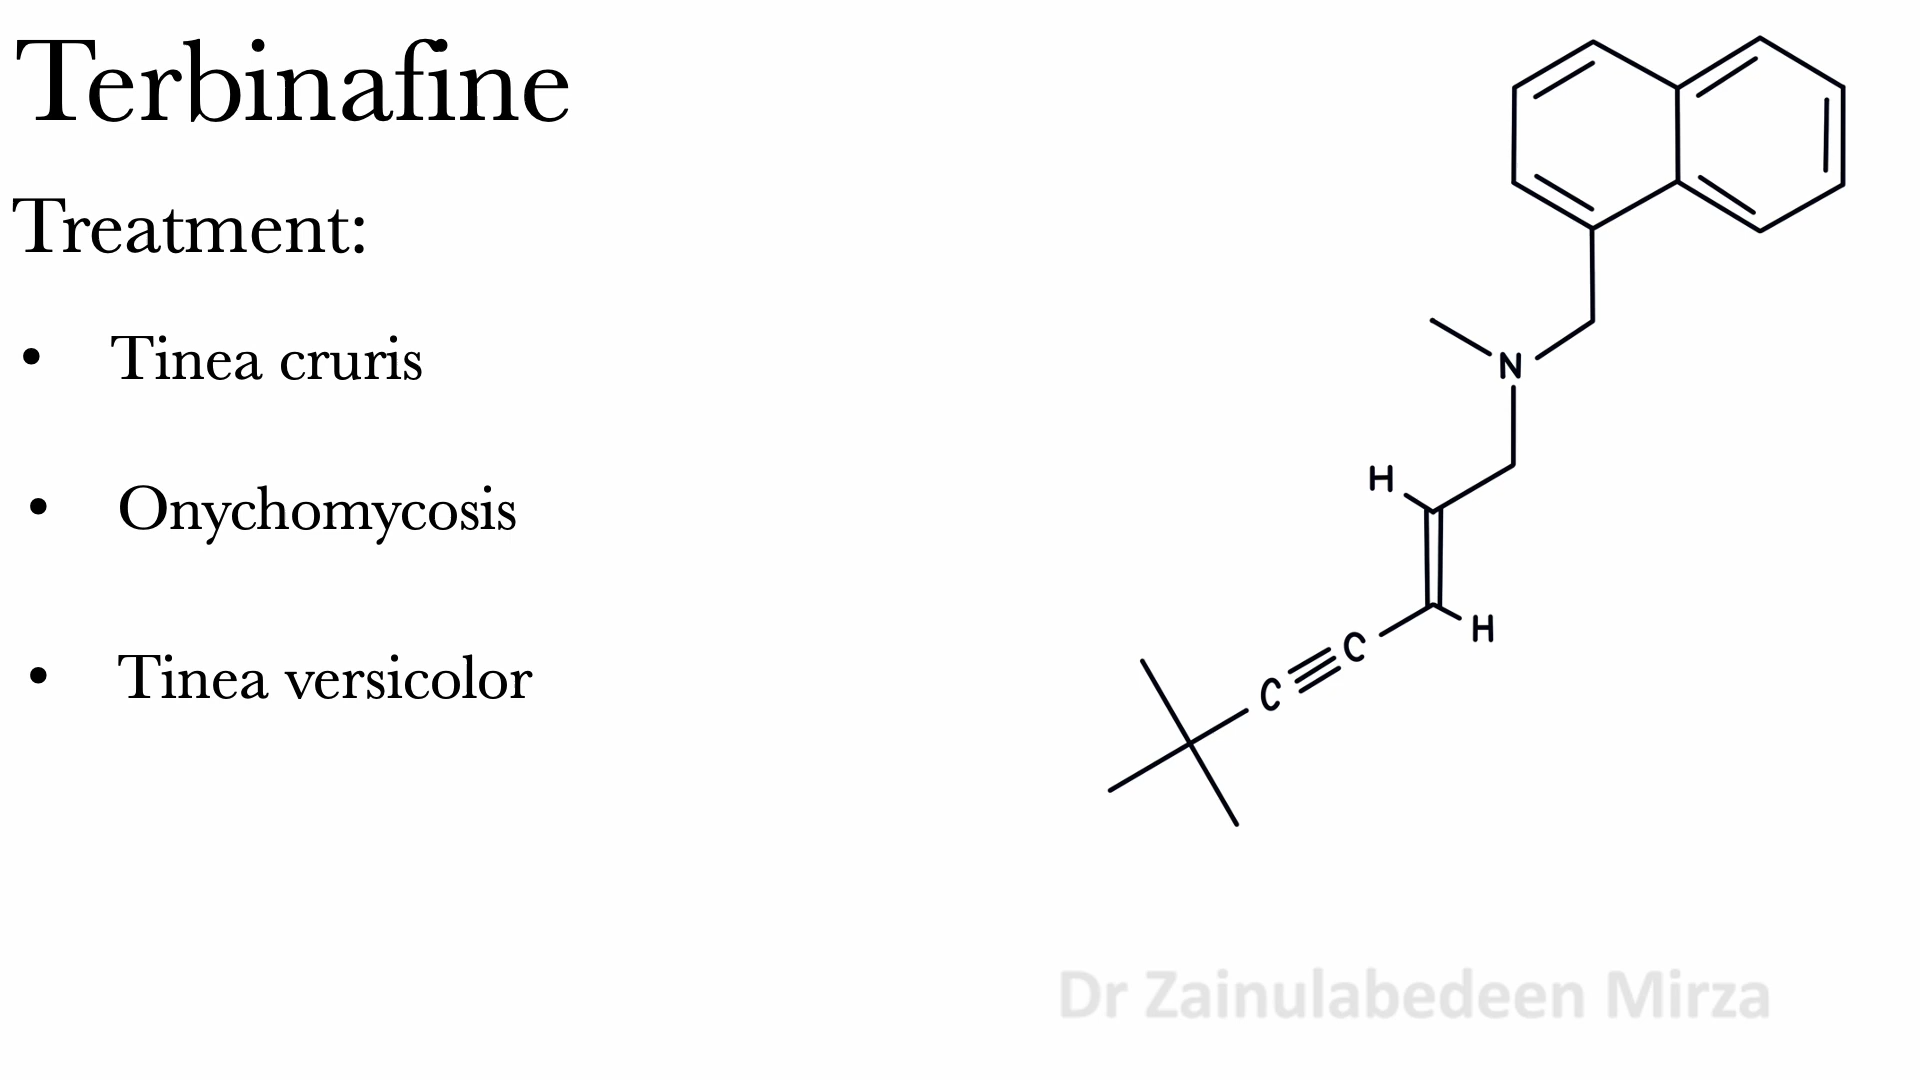 Terbinafine
Treatment:
• Tinea cruris
• Onychomycosis
• Tinea versicolor
N
H
H
C
C
Dr Zainulabedeen Mirza